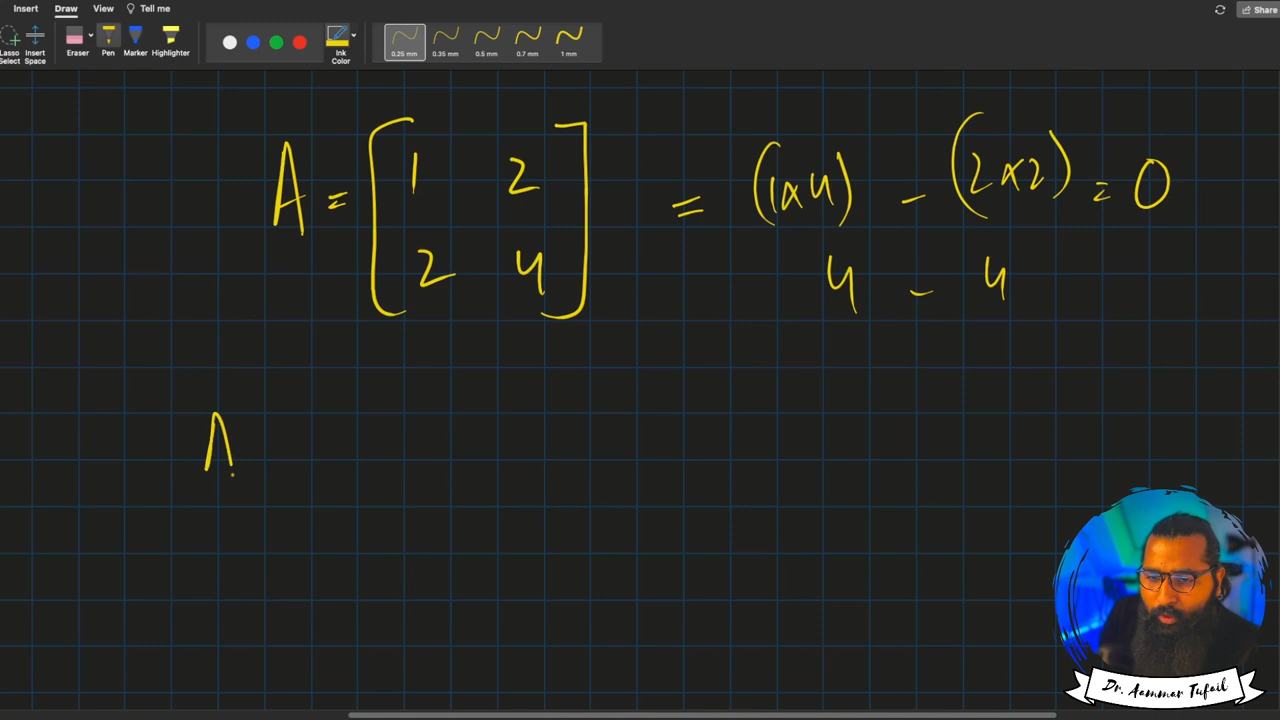 Insert Draw View Tell me Share
Lasso Select Insert Space Eraser Pen Marker Highlighter Ink Color 0.25 mm 0.35 mm 0.5 mm 0.7 mm 1 mm
A = [ 1 2 = (1x4) - (2x2) = 0
2 4 ] 4 - 4
A
Dr. Aammar Tufail